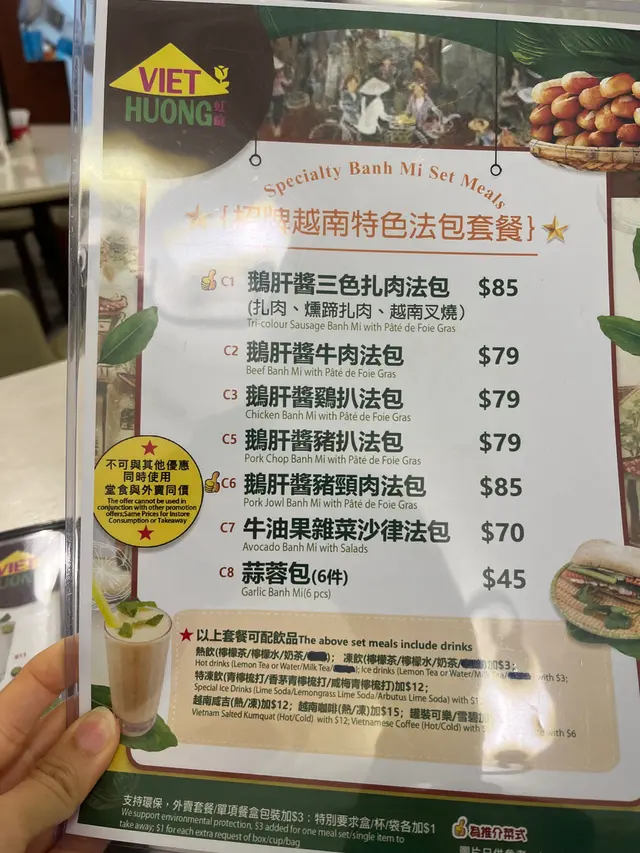 VIET
HUONG
Specialty Banh Mi Set Meals
{招牌越南特色法包套餐}
C1 鵝肝醬三色扎肉法包 $85
(扎肉、燻蹄扎肉、越南叉燒)
Tri-colour Sausage Banh Mi with Pâté de Foie Gras
C2 鵝肝醬牛肉法包 $79
Beef Banh Mi with Pâté de Foie Gras
C3 鵝肝醬鷄扒法包 $79
Chicken Banh Mi with Pâté de Foie Gras
C5 鵝肝醬豬扒法包 $79
Pork Chop Banh Mi with Pâté de Foie Gras
C6 鵝肝醬豬頸肉法包 $85
Pork Jowl Banh Mi with Pâté de Foie Gras
C7 牛油果雜菜沙律法包 $70
Avocado Banh Mi with Salads
C8 蒜蓉包(6件) $45
Garlic Banh Mi(6 pcs)
不可與其他優惠
同時使用
堂食與外賣同價
The offer cannot be used in
conjunction with other promotion
offers,Same Prices for Instore
Consumption or Takeaway
以上套餐可配飲品The above set meals include drinks
熱飲(檸檬茶/檸檬水/奶茶/ ); 凍飲(檸檬茶/檸檬水/奶茶/ )加$3;
Hot drinks (Lemon Tea or Water/Milk Tea/ ); Ice drinks (Lemon Tea or Water/Milk Tea/ with $3;
特凍飲(青檸梳打/香茅青檸梳打/咸梅青檸梳打)加$12;
Special Ice Drinks (Lime Soda/Lemongrass Lime Soda/Arbutus Lime Soda) with $1
越南咸吉(熱/凍)加$12; 越南咖啡(熱/凍)加$15; 罐裝可樂/雪碧加
Vietnam Salted Kumquat (Hot/Cold) with $12; Vietnamese Coffee (Hot/Cold) with $ with $6
支持環保，外賣套餐/單項餐盒包裝加$3；特別要求盒/杯/袋各加$1
We support environmental protection, $3 added for one meal set/single item to
take away; $1 for each extra request of box/cup/bag
為推介菜式
VIET
HUON